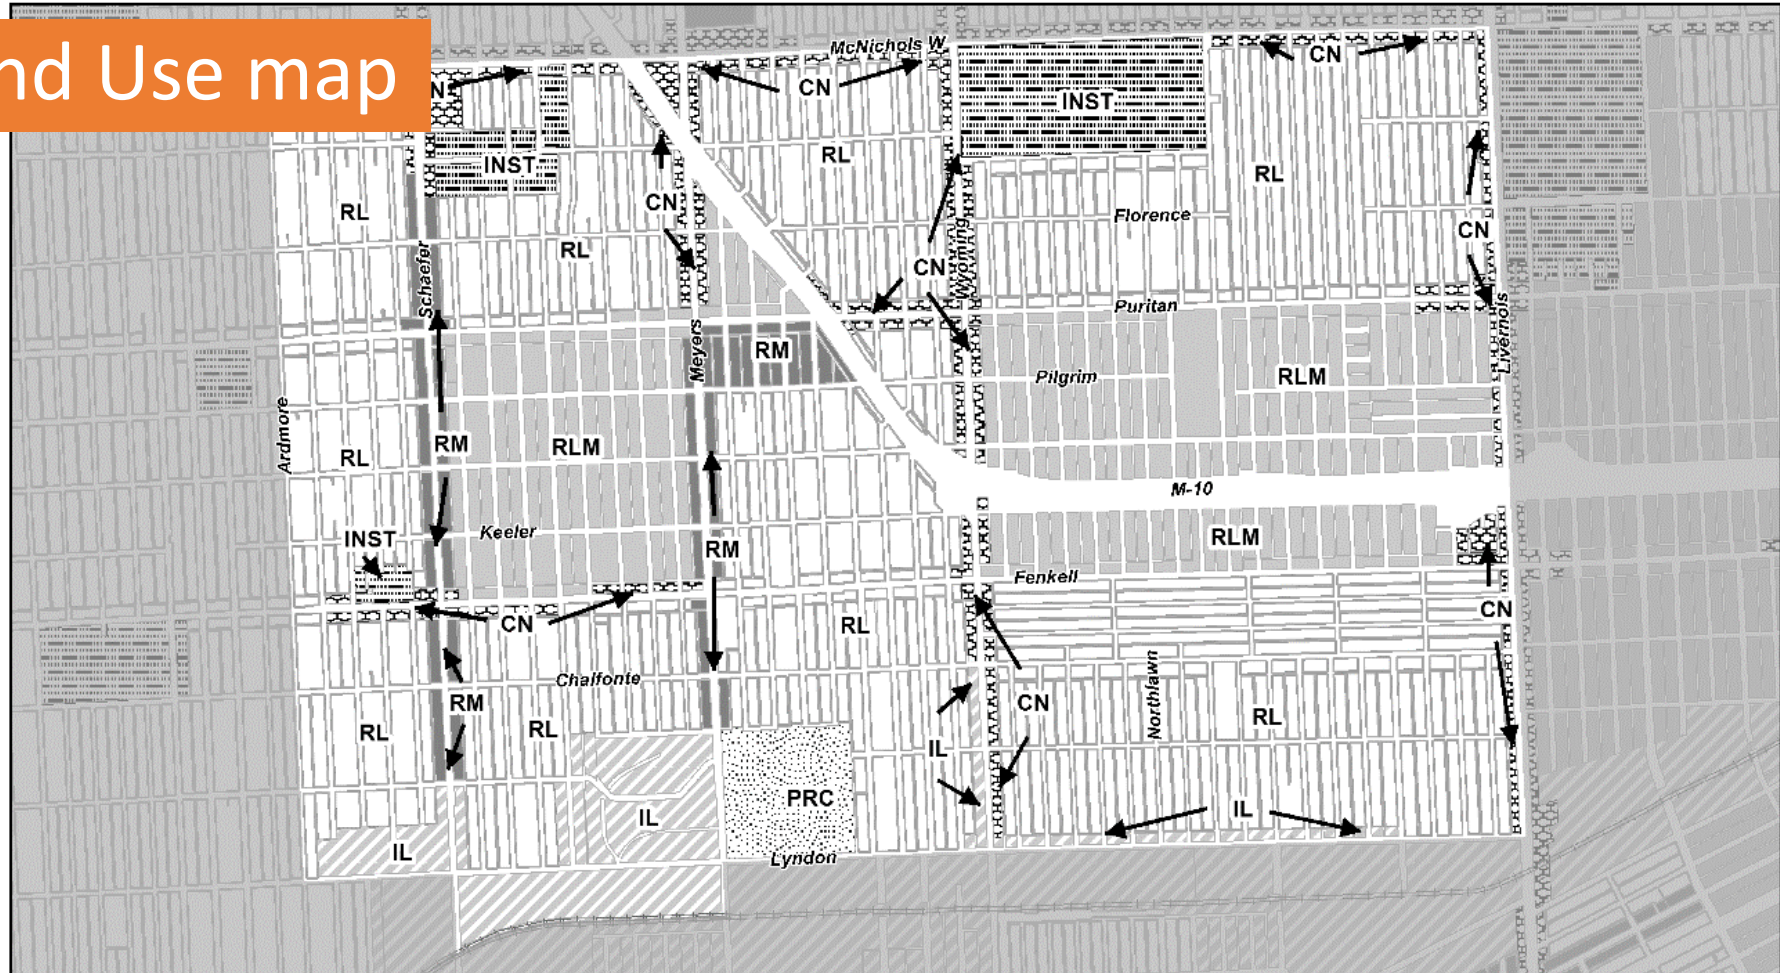 nd Use map
McNichols W
N
CN
CN
INST
INST
RL
RL
CN
RL
Florence
RL
CN
Schaefer
RL
CN
Wyoming
Puritan
Livernois
Meyers
RM
Pilgrim
RLM
Ardmore
RL
RM
RLM
M-10
INST
Keeler
RM
RLM
Fenkell
CN
CN
RL
Chalfonte
Northlawn
RM
CN
RL
RL
RL
IL
PRC
IL
IL
IL
Lyndon